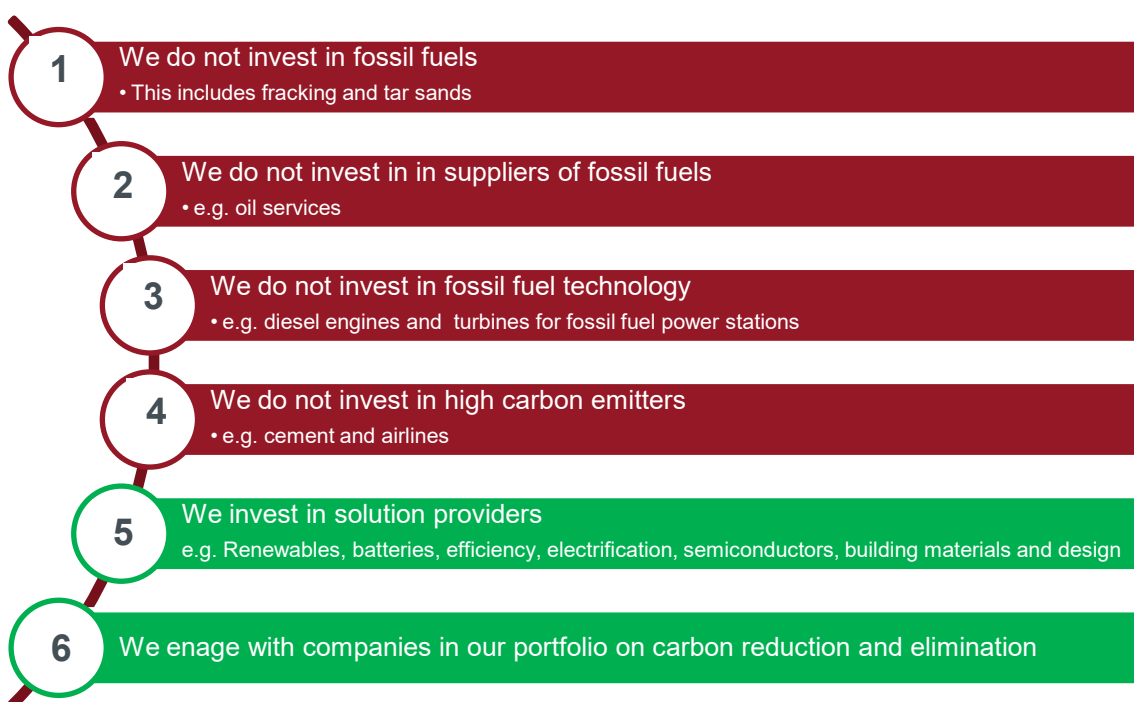 1
We do not invest in fossil fuels
• This includes fracking and tar sands
2
We do not invest in in suppliers of fossil fuels
• e.g. oil services
3
We do not invest in fossil fuel technology
• e.g. diesel engines and  turbines for fossil fuel power stations
4
We do not invest in high carbon emitters
• e.g. cement and airlines
5
We invest in solution providers
e.g. Renewables, batteries, efficiency, electrification, semiconductors, building materials and design
6
We enage with companies in our portfolio on carbon reduction and elimination